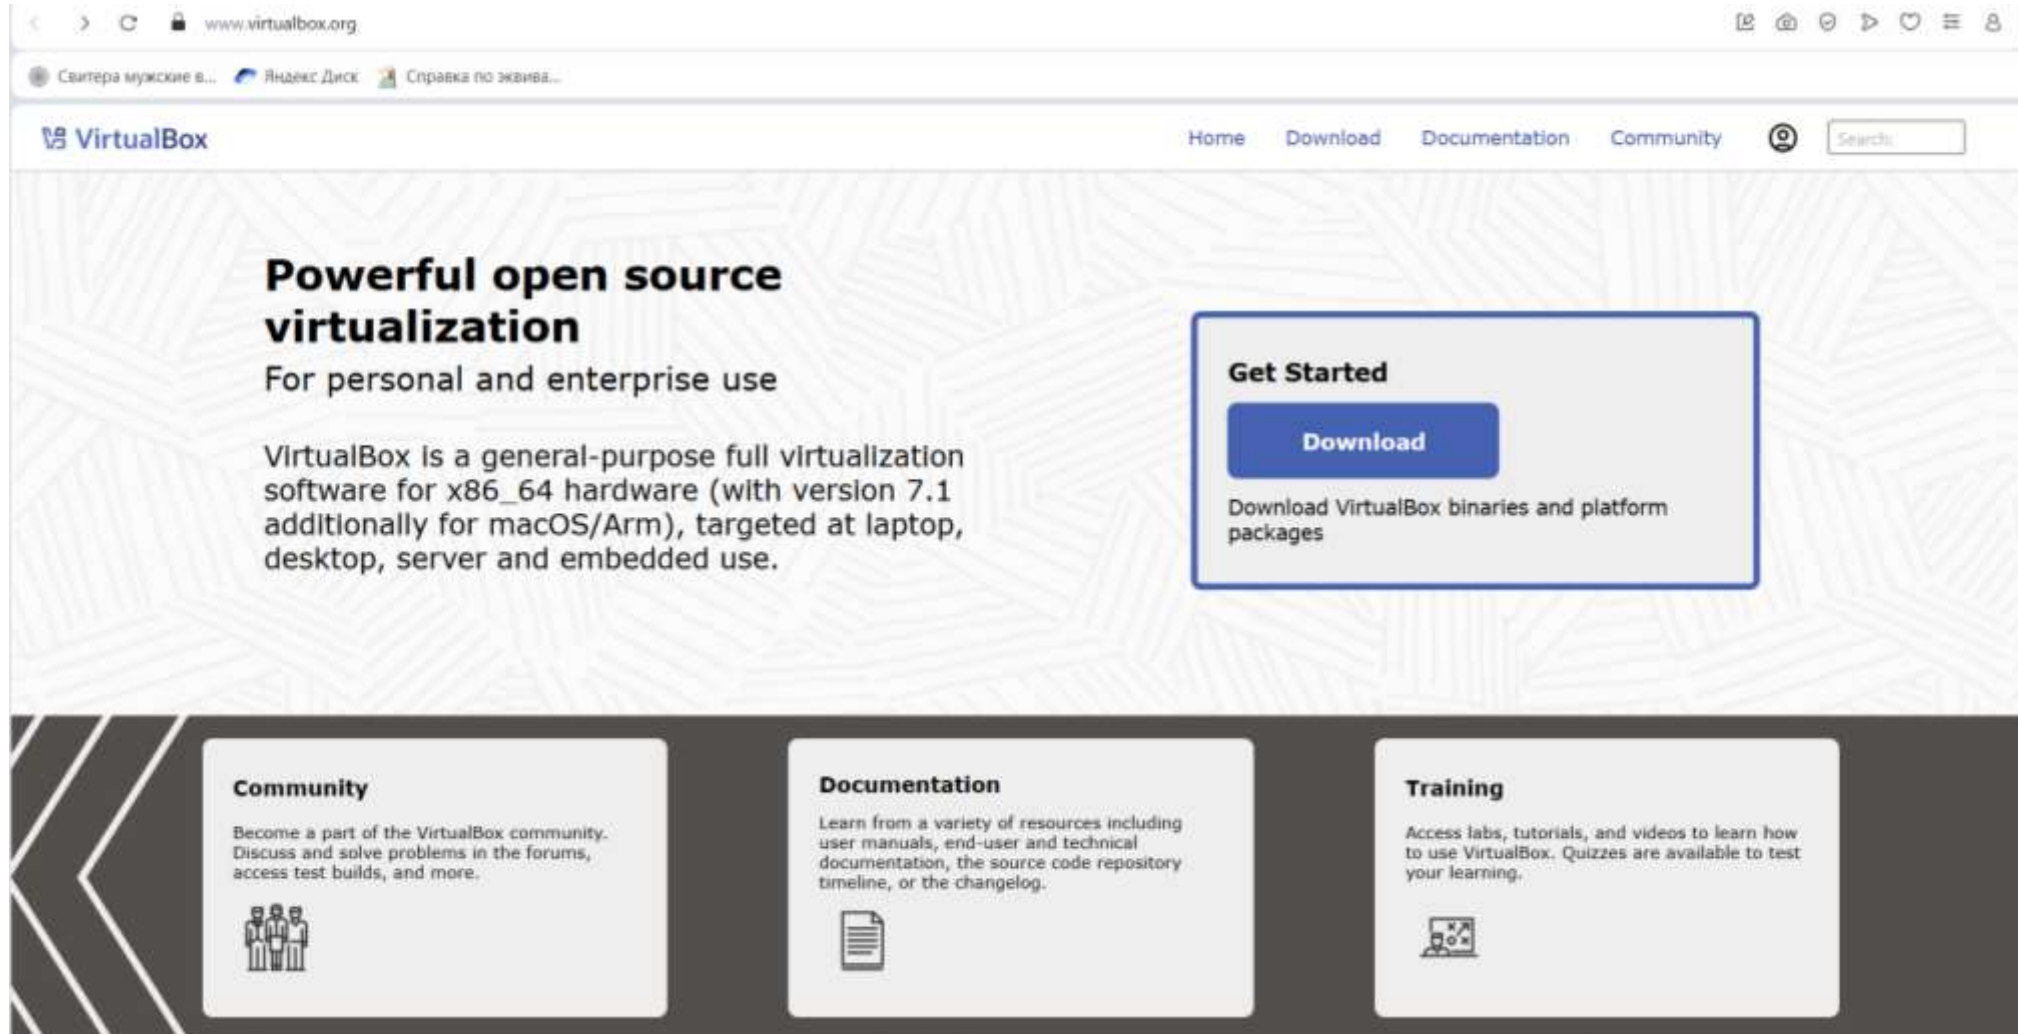 www.virtualbox.org
Свитера мужские в...
Яндекс Диск
Справка по эквива...
VirtualBox
Home
Download
Documentation
Community
Search:
Powerful open source
virtualization
For personal and enterprise use
VirtualBox is a general-purpose full virtualization
software for x86_64 hardware (with version 7.1
additionally for macOS/Arm), targeted at laptop,
desktop, server and embedded use.
Get Started
Download
Download VirtualBox binaries and platform
packages
Community
Become a part of the VirtualBox community.
Discuss and solve problems in the forums,
access test builds, and more.
Documentation
Learn from a variety of resources including
user manuals, end-user and technical
documentation, the source code repository
timeline, or the changelog.
Training
Access labs, tutorials, and videos to learn how
to use VirtualBox. Quizzes are available to test
your learning.